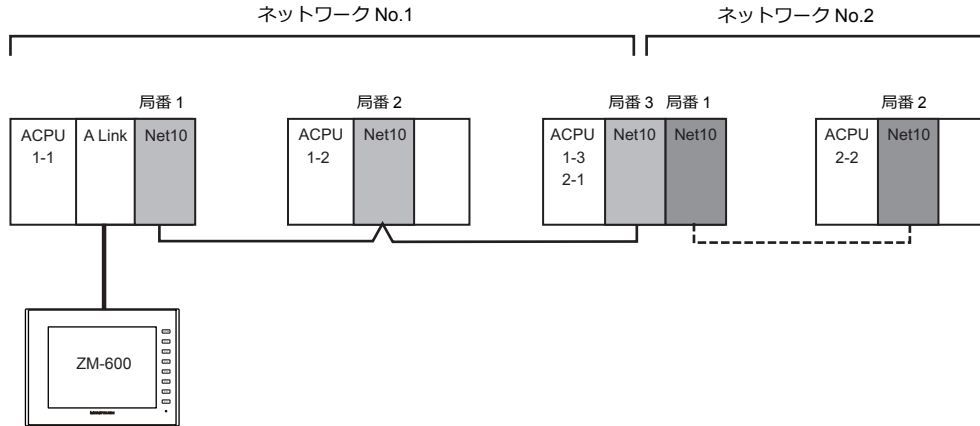 ネットワーク No.1
ネットワーク No.2
局番 1
局番 2
局番 3
局番 1
局番 2
ACPU
1-1
A Link
Net10
ACPU
1-2
Net10
ACPU
1-3
2-1
Net10
Net10
ACPU
2-2
Net10
ZM-600